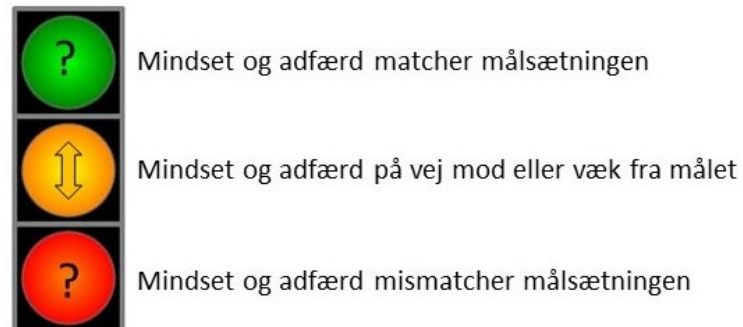 ?
Mindset og adfærd matcher målsætningen
Mindset og adfærd på vej mod eller væk fra målet
?
Mindset og adfærd mismatcher målsætningen